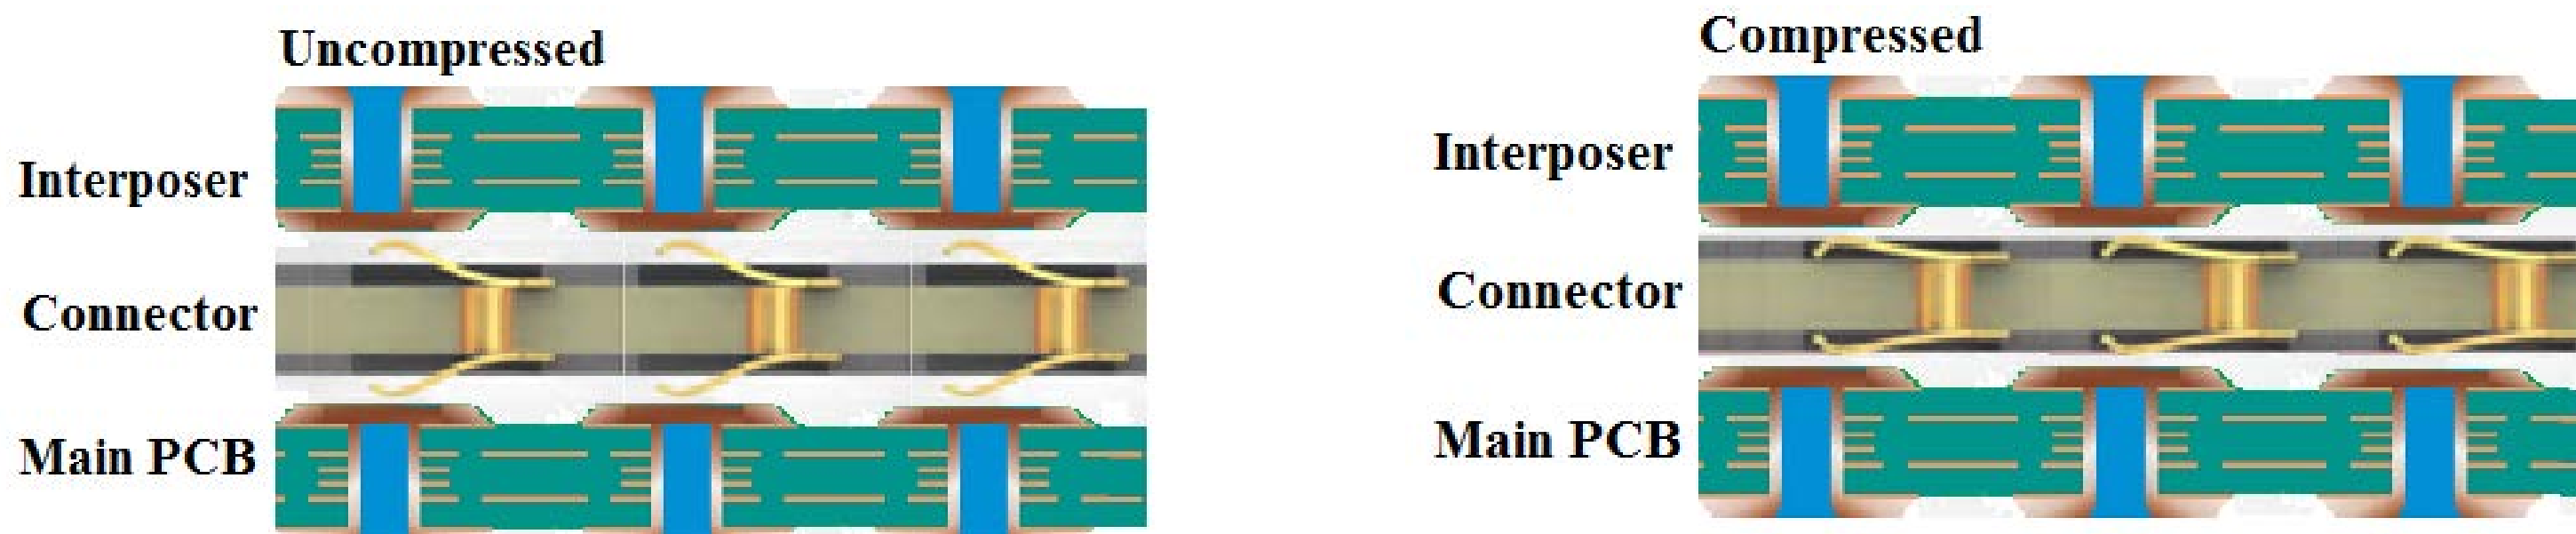 Uncompressed
Interposer
Connector
Main PCB
Compressed
Interposer
Connector
Main PCB